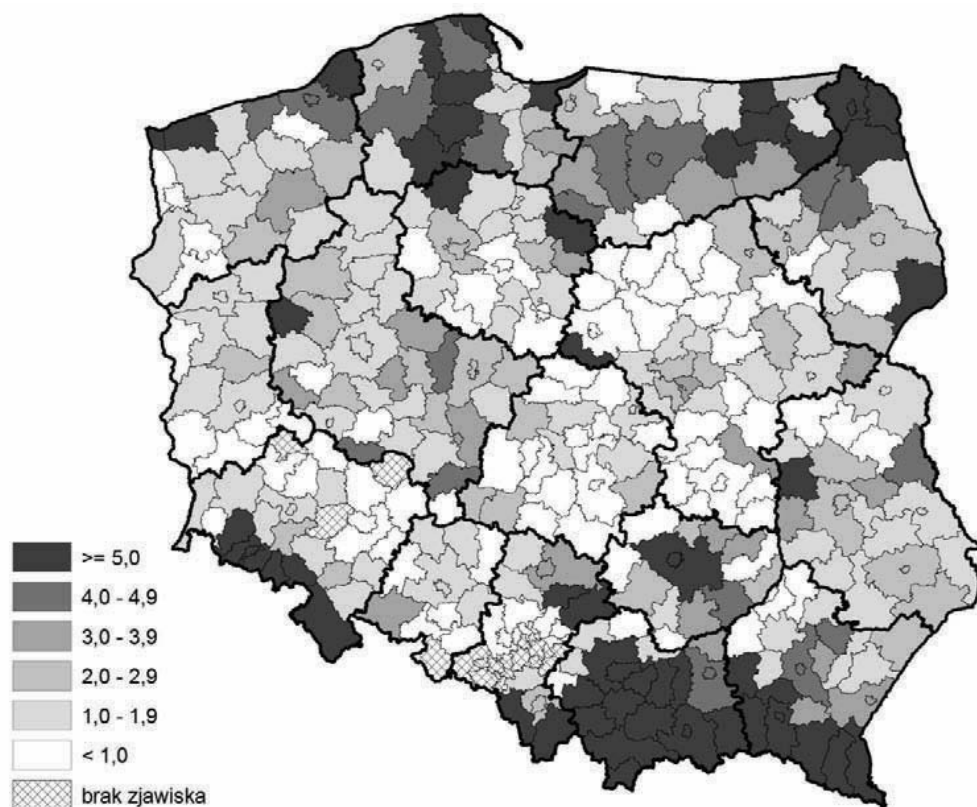 >= 5,0
4,0 - 4,9
3,0 - 3,9
2,0 - 2,9
1,0 - 1,9
< 1,0
brak zjawiska